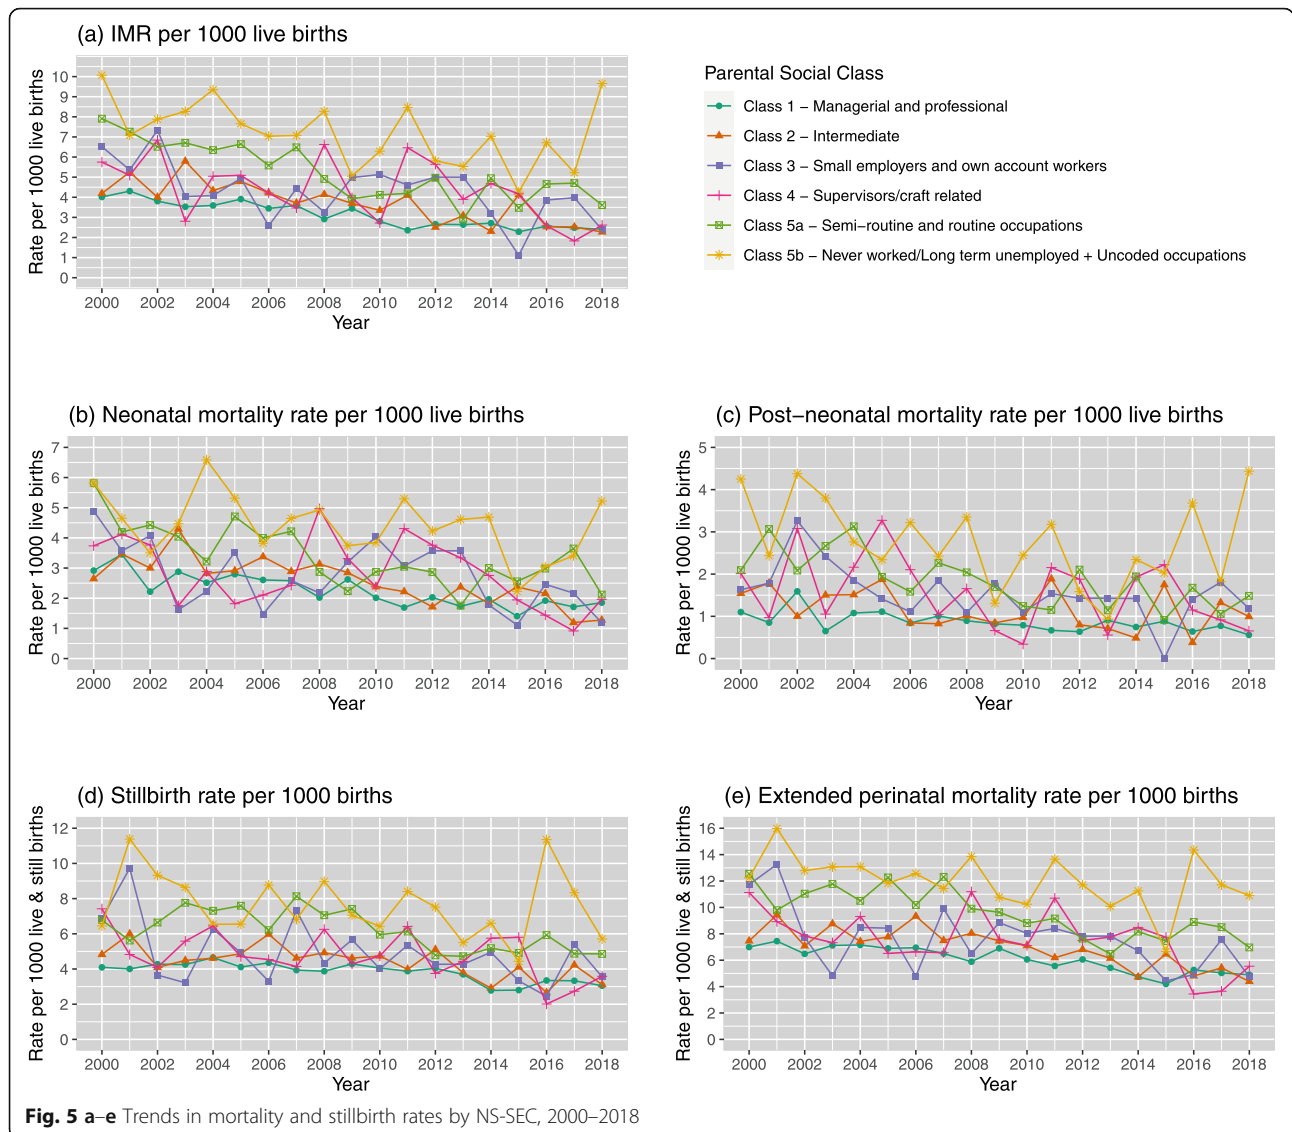 (a) IMR per 1000 live births
Rate per 1000 live births
10
9
8
7
6
5
4
3
2
1
0
2000 2002 2004 2006 2008 2010 2012 2014 2016 2018
Year
Parental Social Class
Class 1 − Managerial and professional
Class 2 − Intermediate
Class 3 − Small employers and own account workers
Class 4 − Supervisors/craft related
Class 5a − Semi−routine and routine occupations
Class 5b − Never worked/Long term unemployed + Uncoded occupations
(b) Neonatal mortality rate per 1000 live births
Rate per 1000 live births
7
6
5
4
3
2
1
0
2000 2002 2004 2006 2008 2010 2012 2014 2016 2018
Year
(c) Post−neonatal mortality rate per 1000 live births
Rate per 1000 live births
5
4
3
2
1
0
2000 2002 2004 2006 2008 2010 2012 2014 2016 2018
Year
(d) Stillbirth rate per 1000 births
Rate per 1000 live & still births
12
10
8
6
4
2
0
2000 2002 2004 2006 2008 2010 2012 2014 2016 2018
Year
(e) Extended perinatal mortality rate per 1000 births
Rate per 1000 live & still births
16
14
12
10
8
6
4
2
0
2000 2002 2004 2006 2008 2010 2012 2014 2016 2018
Year
Fig. 5 a–e Trends in mortality and stillbirth rates by NS-SEC, 2000–2018